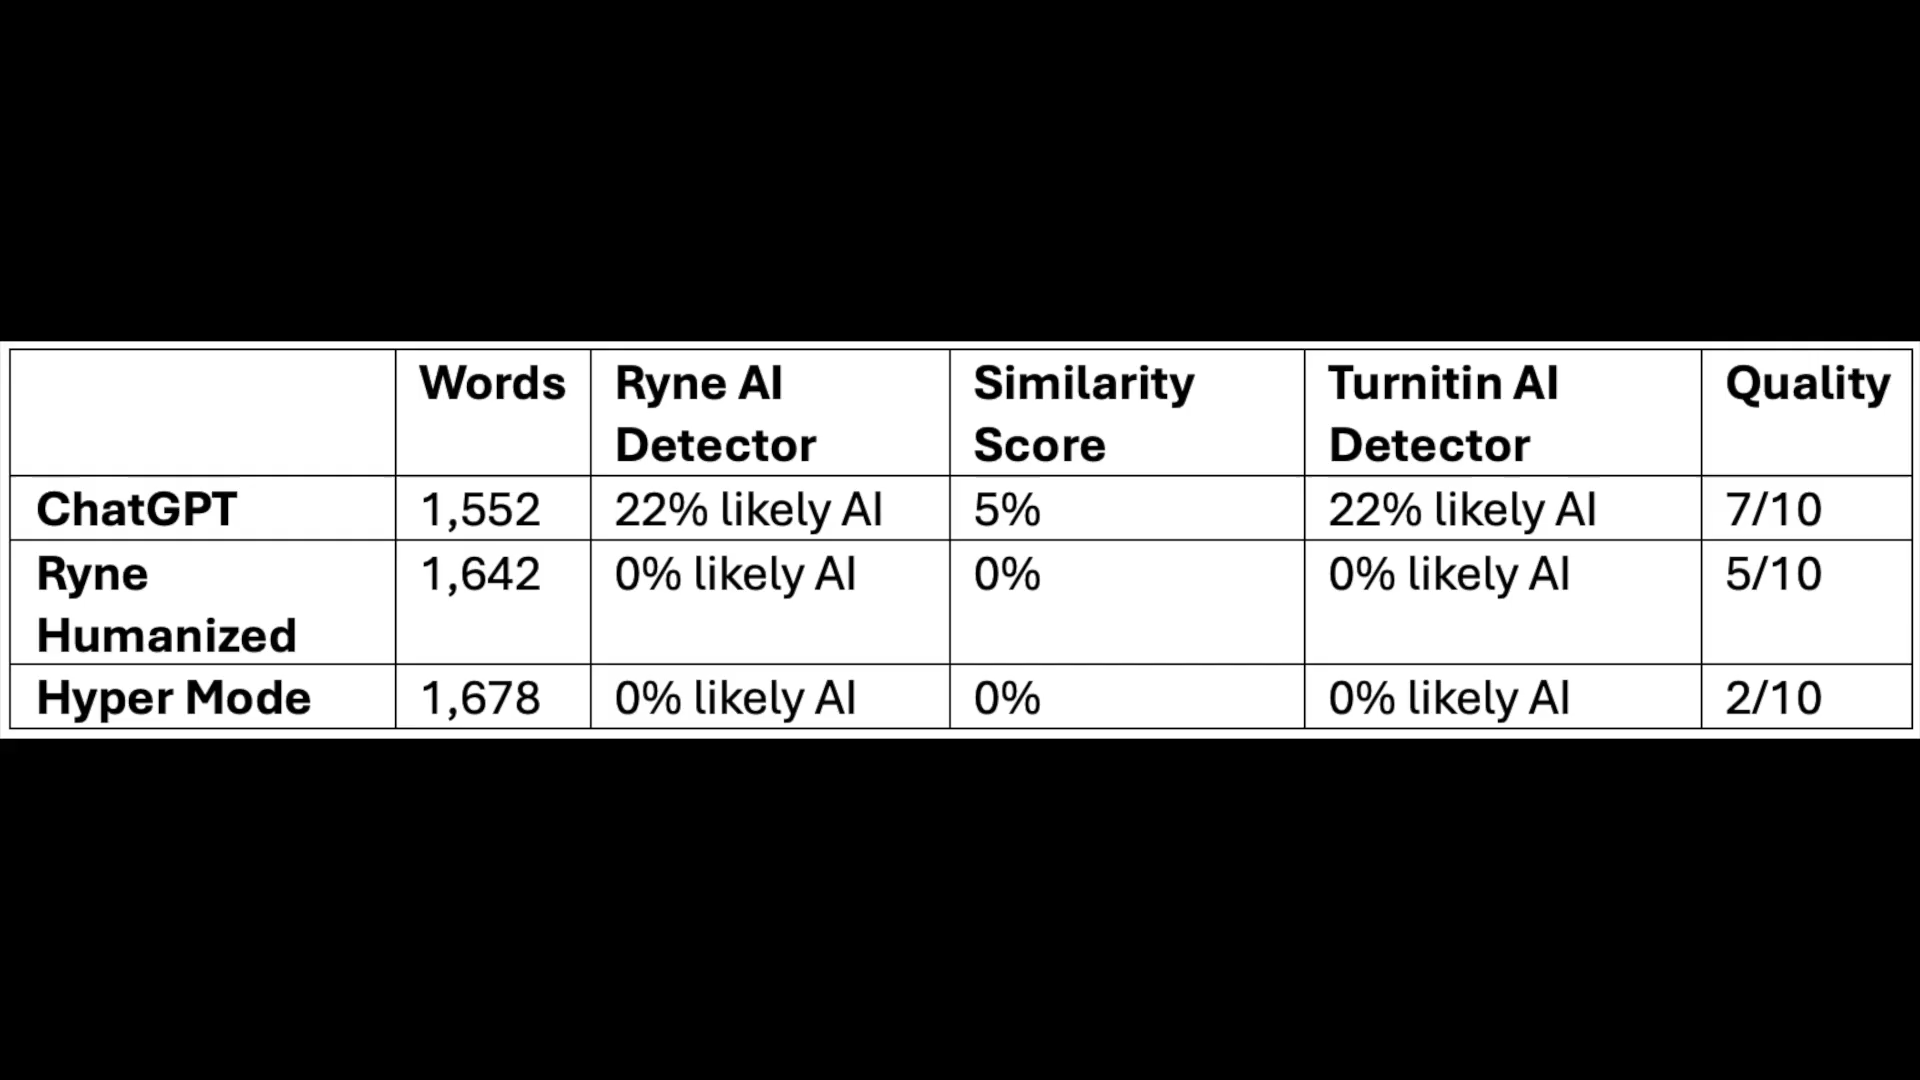 Words Ryne AI Detector Similarity Score Turnitin AI Detector Quality
ChatGPT 1,552 22% likely AI 5% 22% likely AI 7/10
Ryne Humanized 1,642 0% likely AI 0% 0% likely AI 5/10
Hyper Mode 1,678 0% likely AI 0% 0% likely AI 2/10